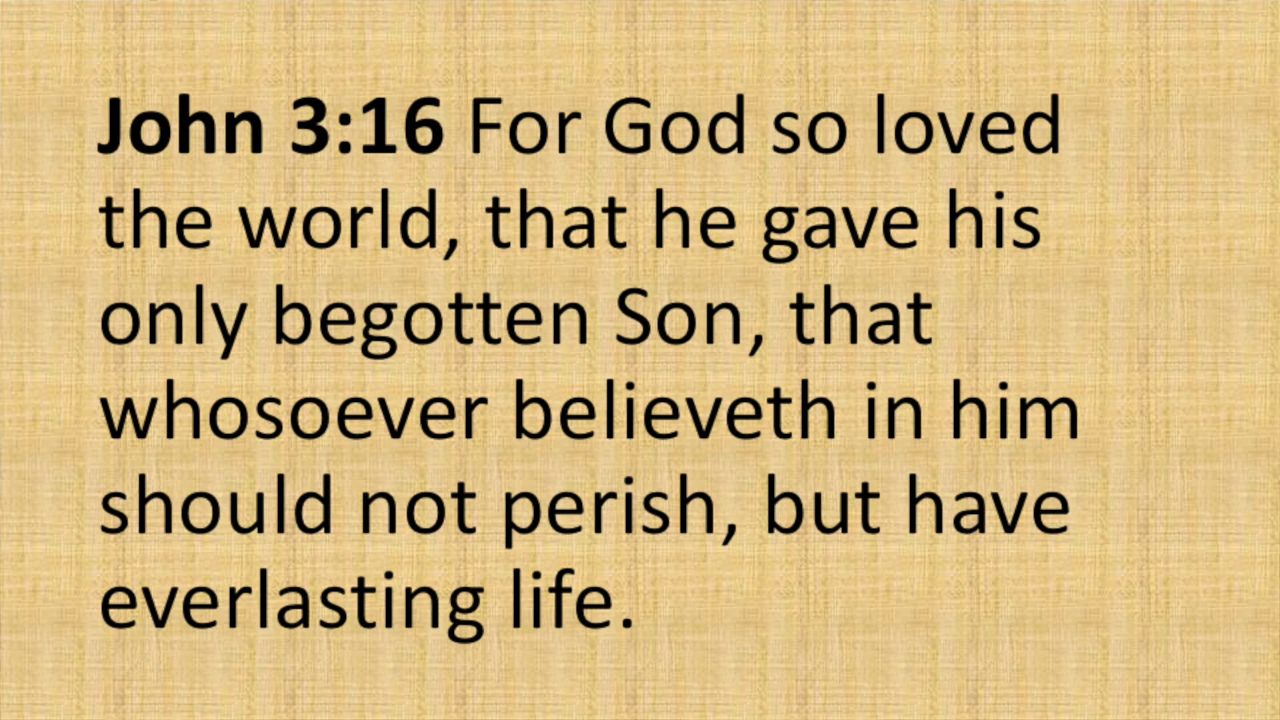 John 3:16 For God so loved
the world, that he gave his
only begotten Son, that
whosoever believeth in him
should not perish, but have
everlasting life.